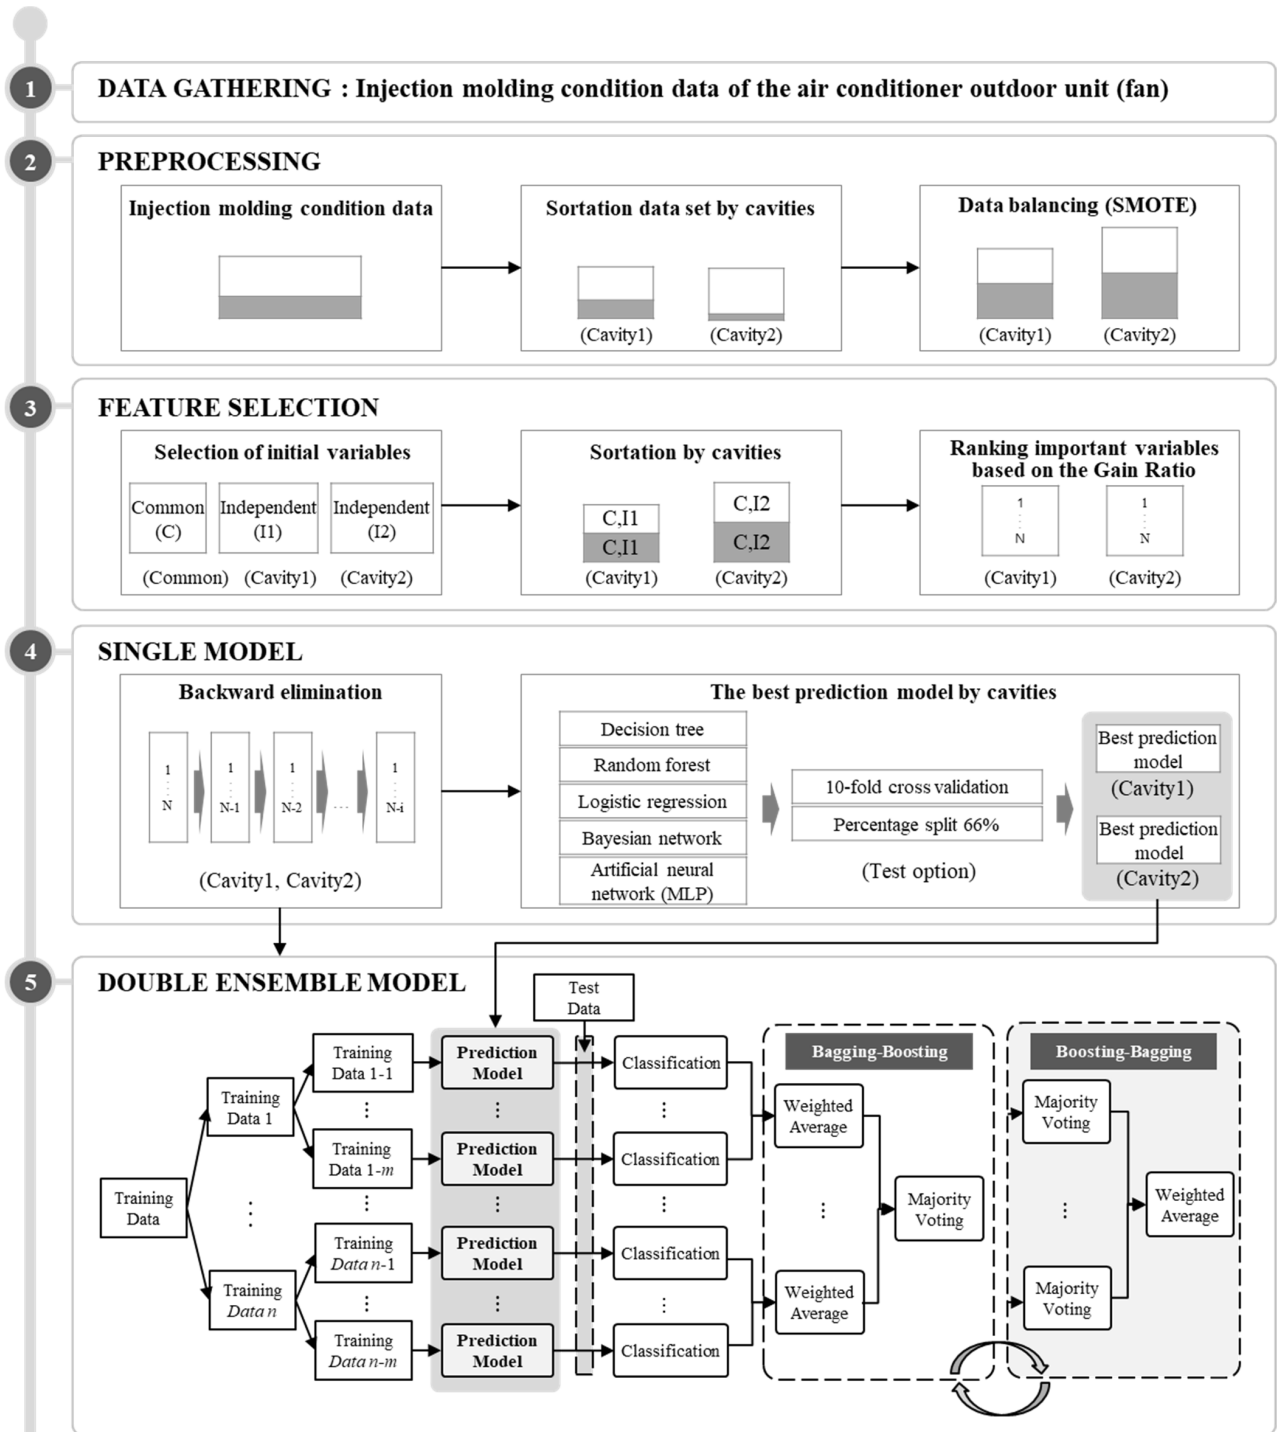 1
DATA GATHERING : Injection molding condition data of the air conditioner outdoor unit (fan)
2
PREPROCESSING
Injection molding condition data
Sortation data set by cavities
(Cavity1)
(Cavity2)
Data balancing (SMOTE)
(Cavity1)
(Cavity2)
3
FEATURE SELECTION
Selection of initial variables
Common
(C)
Independent
(I1)
Independent
(I2)
(Common)
(Cavity1)
(Cavity2)
Sortation by cavities
C,I1
C,I1
(Cavity1)
C,I2
C,I2
(Cavity2)
Ranking important variables
based on the Gain Ratio
1
⋮
N
(Cavity1)
1
⋮
N
(Cavity2)
4
SINGLE MODEL
Backward elimination
1
⋮
N
1
⋮
N-1
1
⋮
N-2
...
1
⋮
N-i
(Cavity1, Cavity2)
The best prediction model by cavities
Decision tree
Random forest
Logistic regression
Bayesian network
Artificial neural
network (MLP)
10-fold cross validation
Percentage split 66%
(Test option)
Best prediction
model
(Cavity1)
Best prediction
model
(Cavity2)
5
DOUBLE ENSEMBLE MODEL
Test
Data
Training
Data
Training
Data 1
⋮
Training
Data n
Training
Data 1-1
⋮
Training
Data 1-m
⋮
Training
Data n-1
⋮
Training
Data n-m
Prediction
Model
⋮
Prediction
Model
⋮
Prediction
Model
⋮
Prediction
Model
Classification
⋮
Classification
⋮
Classification
⋮
Classification
Bagging-Boosting
Weighted
Average
⋮
Weighted
Average
Majority
Voting
Boosting-Bagging
Majority
Voting
⋮
Majority
Voting
Weighted
Average